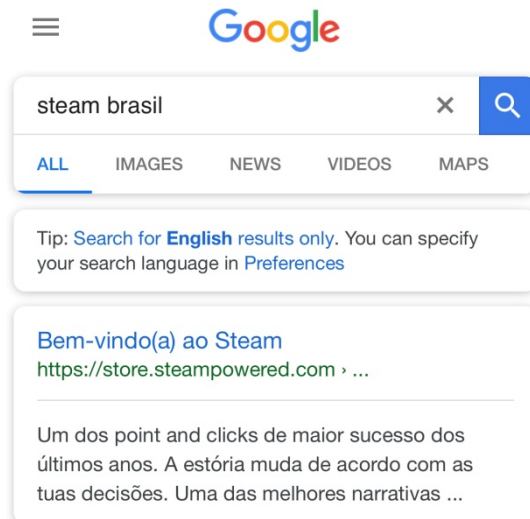 Google
steam brasil
ALL IMAGES NEWS VIDEOS MAPS
Tip: Search for English results only. You can specify
your search language in Preferences
Bem-vindo(a) ao Steam
https://store.steampowered.com › ...
Um dos point and clicks de maior sucesso dos
últimos anos. A estória muda de acordo com as
tuas decisões. Uma das melhores narrativas ...